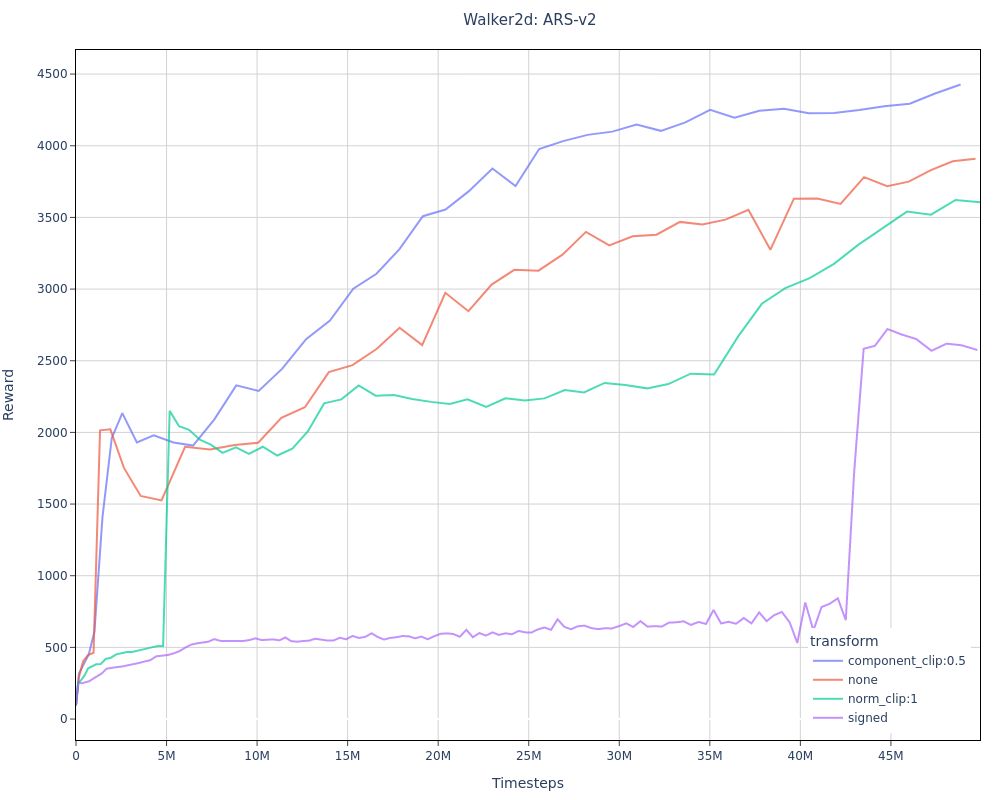 Walker2d: ARS-v2
Reward
4500
4000
3500
3000
2500
2000
1500
1000
500
0
transform
component_clip:0.5
none
norm_clip:1
signed
0 5M 10M 15M 20M 25M 30M 35M 40M 45M
Timesteps